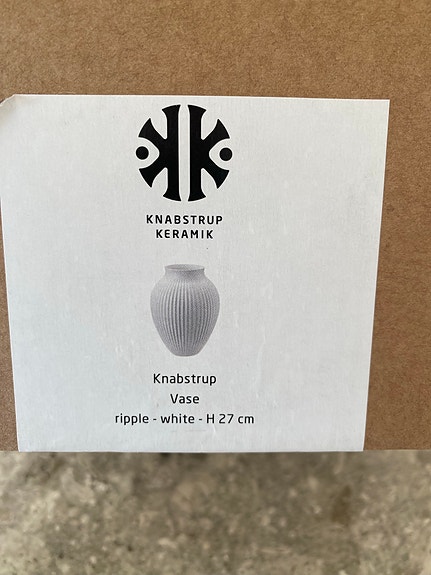 KNABSTRUP
KERAMIK
Knabstrup
Vase
ripple - white - H 27 cm